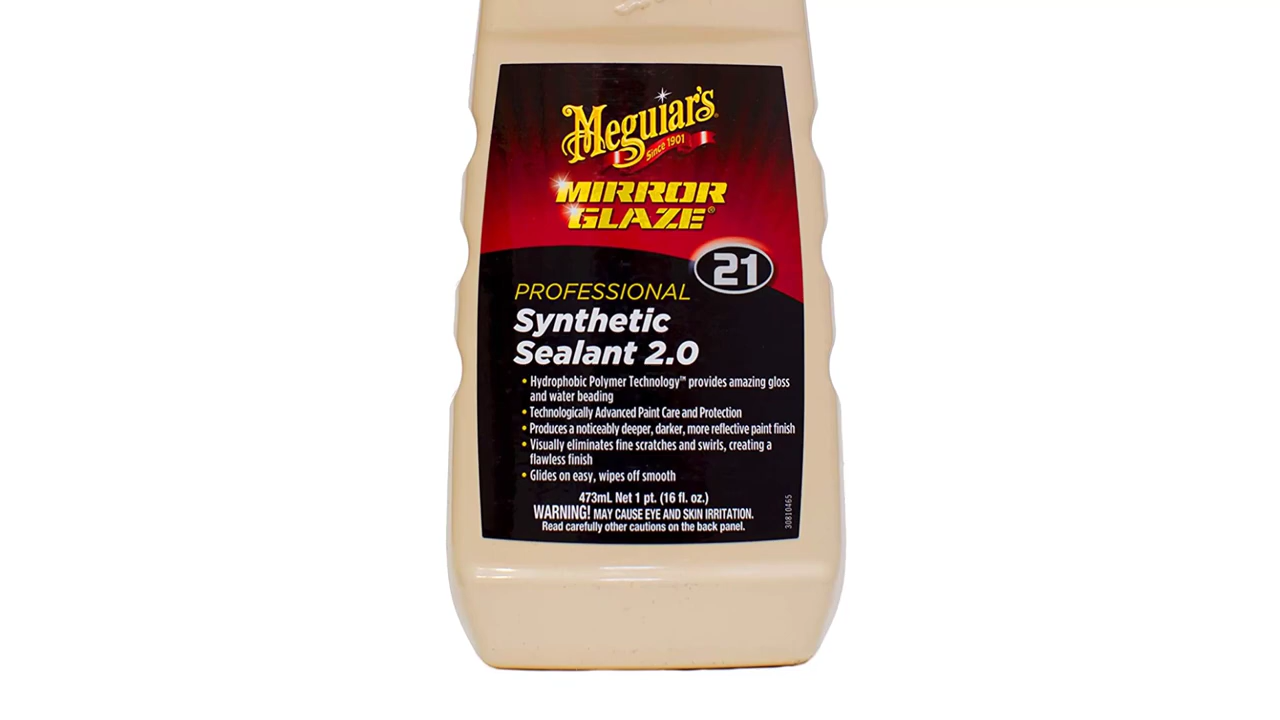 Meguiar's
Since 1901
MIRROR
GLAZE®
21
PROFESSIONAL
Synthetic
Sealant 2.0
• Hydrophobic Polymer Technology™ provides amazing gloss
and water beading
• Technologically Advanced Paint Care and Protection
• Produces a noticeably deeper, darker, more reflective paint finish
• Visually eliminates fine scratches and swirls, creating a
flawless finish
• Glides on easy, wipes off smooth
473mL Net 1 pt. (16 fl. oz.)
WARNING! MAY CAUSE EYE AND SKIN IRRITATION.
Read carefully other cautions on the back panel.
30810465